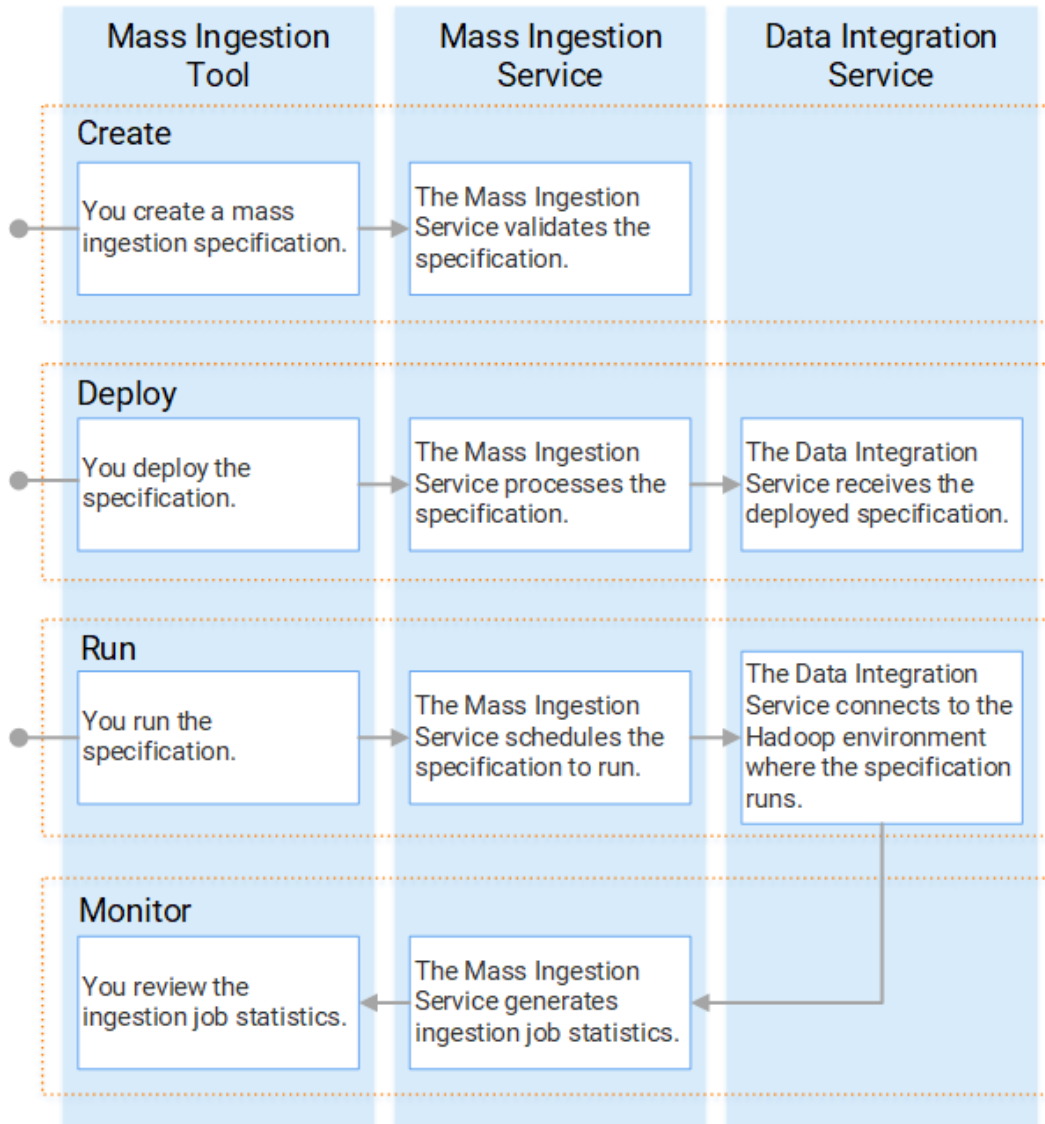 Mass Ingestion
Tool
Mass Ingestion
Service
Data Integration
Service
Create
You create a mass
ingestion specification.
The Mass Ingestion
Service validates the
specification.
Deploy
You deploy the
specification.
The Mass Ingestion
Service processes the
specification.
The Data Integration
Service receives the
deployed specification.
Run
You run the
specification.
The Mass Ingestion
Service schedules the
specification to run.
The Data Integration
Service connects to the
Hadoop environment
where the specification
runs.
Monitor
You review the
ingestion job statistics.
The Mass Ingestion
Service generates
ingestion job statistics.